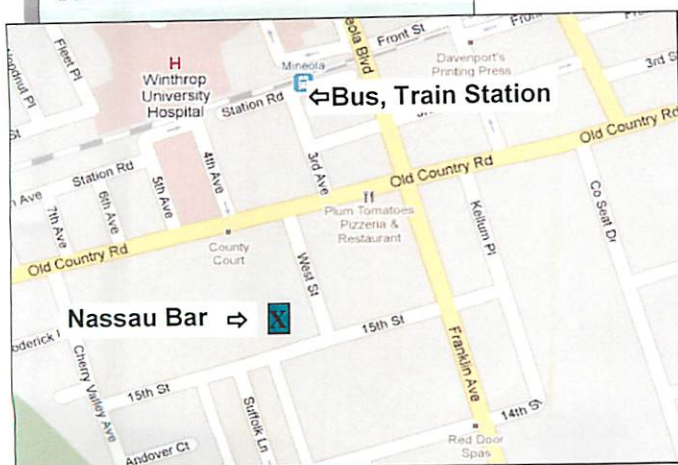 Fleet Pl
H
Winthrop
University
Hospital
Mineola
Mineola Blvd
Front St
Davenport's
Printing Press
3rd S
Station Rd
⇦Bus, Train Station
Old Country Rd
Station Rd
4th Ave
5th Ave
6th Ave
7th Ave
Ave
3rd Ave
Old Country Rd
Plum Tomatoes
Pizzeria &
Restaurant
Kellum Pl
Co Seat Dr
County
Court
Old Country Rd
West St
Nassau Bar ⇨ X
15th St
Franklin Ave
15th St
Cherry Valley Ave
Suffolk Ln
14th St
Andover Ct
Red Door
Spas